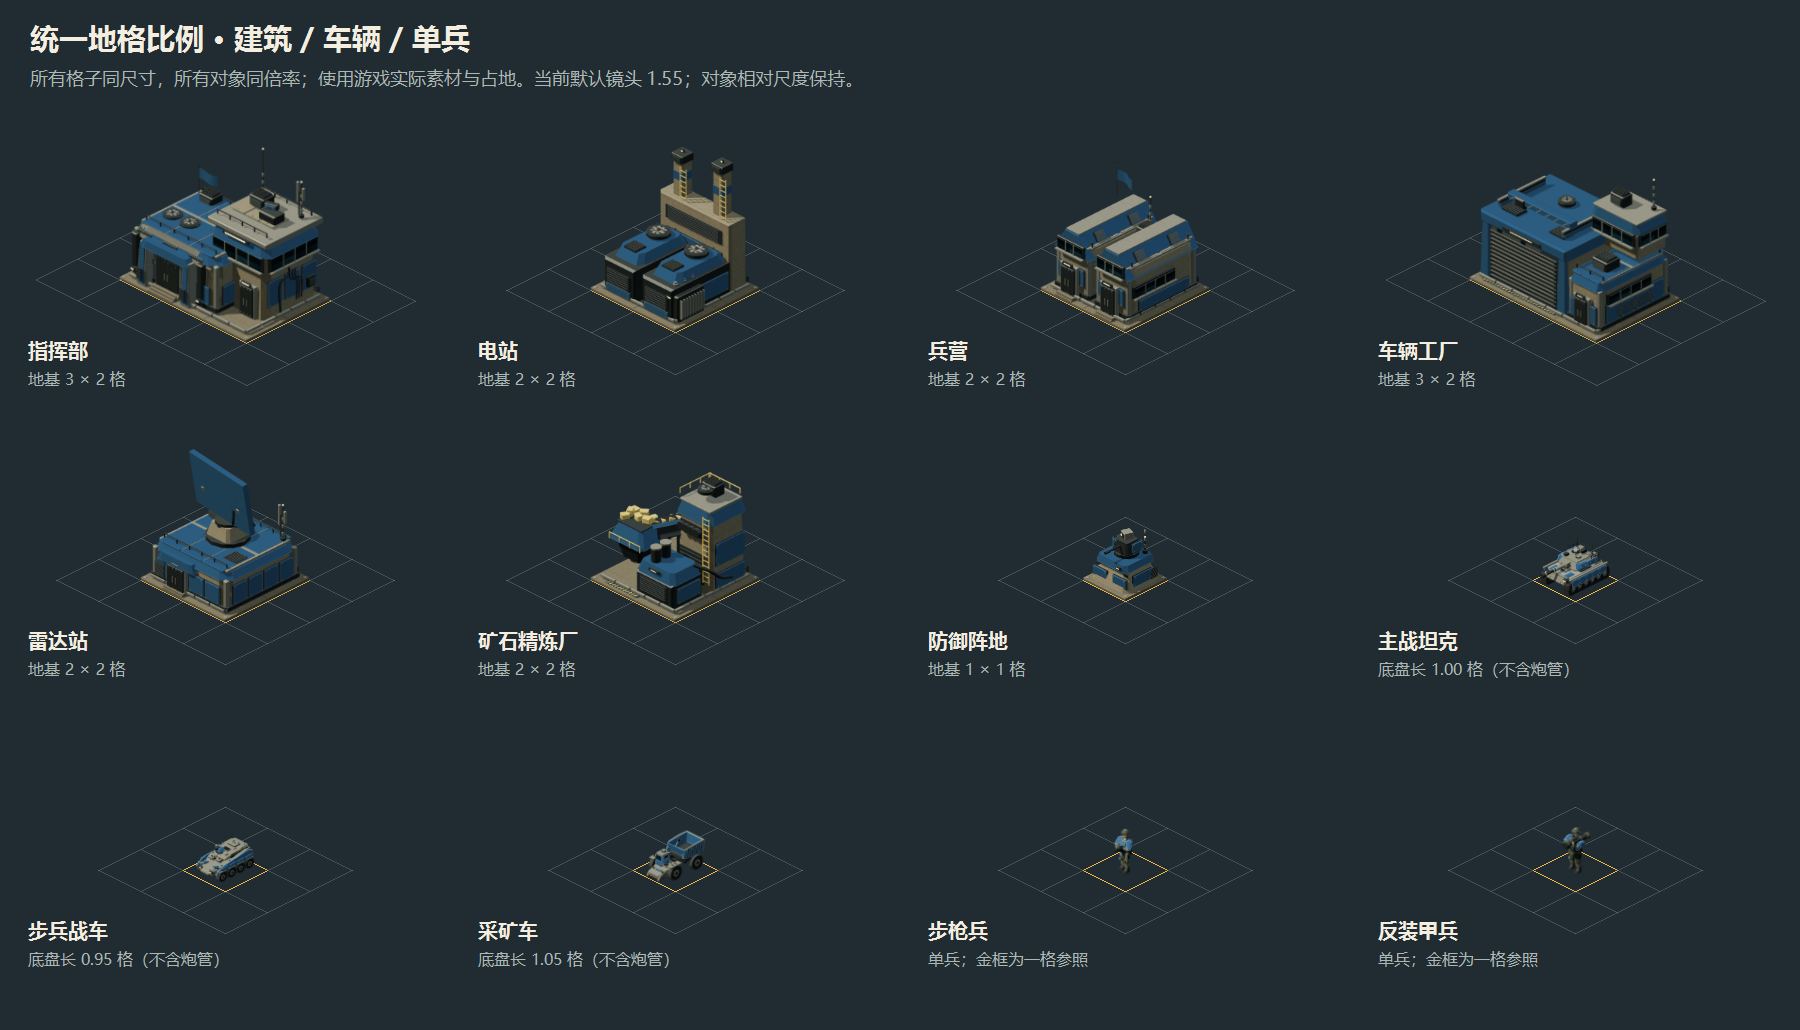 统一地格比例 • 建筑 / 车辆 / 单兵
所有格子同尺寸，所有对象同倍率；使用游戏实际素材与占地。当前默认镜头 1.55；对象相对尺度保持。
指挥部
地基 3 × 2 格
电站
地基 2 × 2 格
兵营
地基 2 × 2 格
车辆工厂
地基 3 × 2 格
雷达站
地基 2 × 2 格
矿石精炼厂
地基 2 × 2 格
防御阵地
地基 1 × 1 格
主战坦克
底盘长 1.00 格（不含炮管）
步兵战车
底盘长 0.95 格（不含炮管）
采矿车
底盘长 1.05 格（不含炮管）
步枪兵
单兵；金框为一格参照
反装甲兵
单兵；金框为一格参照